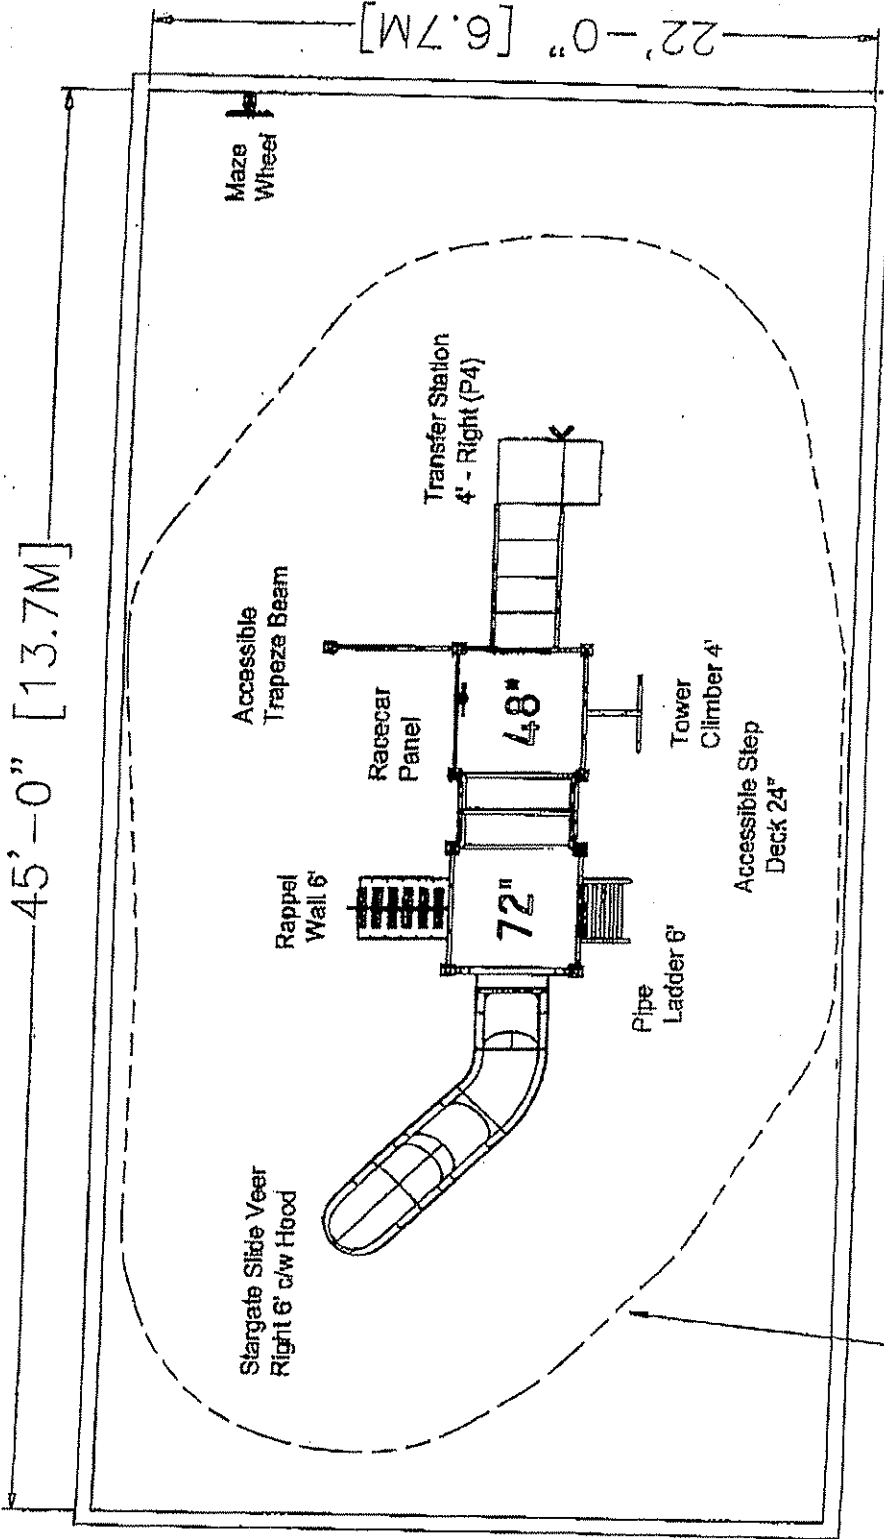 45'-0" [13.7M]
22'-0" [6.7M]
Maze
Wheel
Transfer Station
4' - Right (P4)
Accessible
Trapeze Beam
Racecar
Panel
48"
Tower
Climber 4'
Accessible Step
Deck 24"
Rappel
Wall 6'
72"
Pipe
Ladder 6'
Stargate Slide Veer
Right 6' c/w Hood